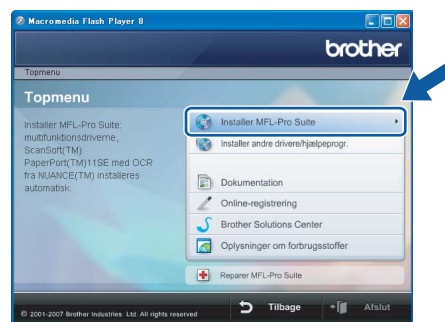 Macromedia Flash Player 8
brother
Topmenu
Topmenu
Installer MFL-Pro Suite:
multifunktionsdriverne,
ScanSoft(TM)
PaperPort(TM)11SE med OCR
fra NUANCE(TM) installeres
automatisk.
Installer MFL-Pro Suite
Installer andre drivere/hjælpeprogr.
Dokumentation
Online-registrering
Brother Solutions Center
Oplysninger om forbrugsstoffer
Reparer MFL-Pro Suite
© 2001-2007 Brother Industries Ltd. All rights reserved
Tilbage
Afslut